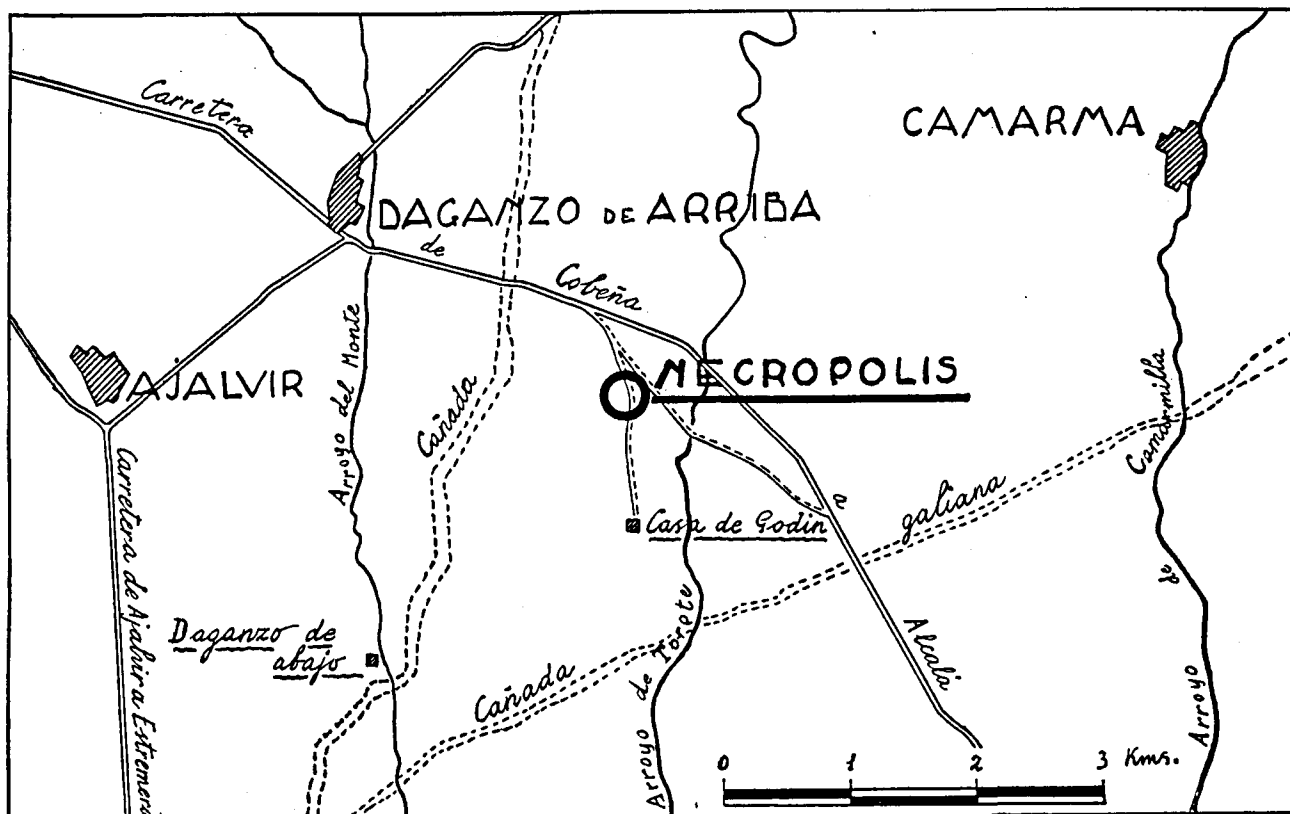 Carretera
de
Cobeña
a
Alcalá
CAMARMA
DAGANZO DE ARRIBA
AJALVIR
NECROPOLIS
Arroyo del Monte
Cañada
Casa de Godin
Carretera de Ajalvir a Estremera
Daganzo de
abajo
Cañada
galiana
Arroyo de Torote
Arroyo
de
Camarmilla
0 1 2 3 Kms.